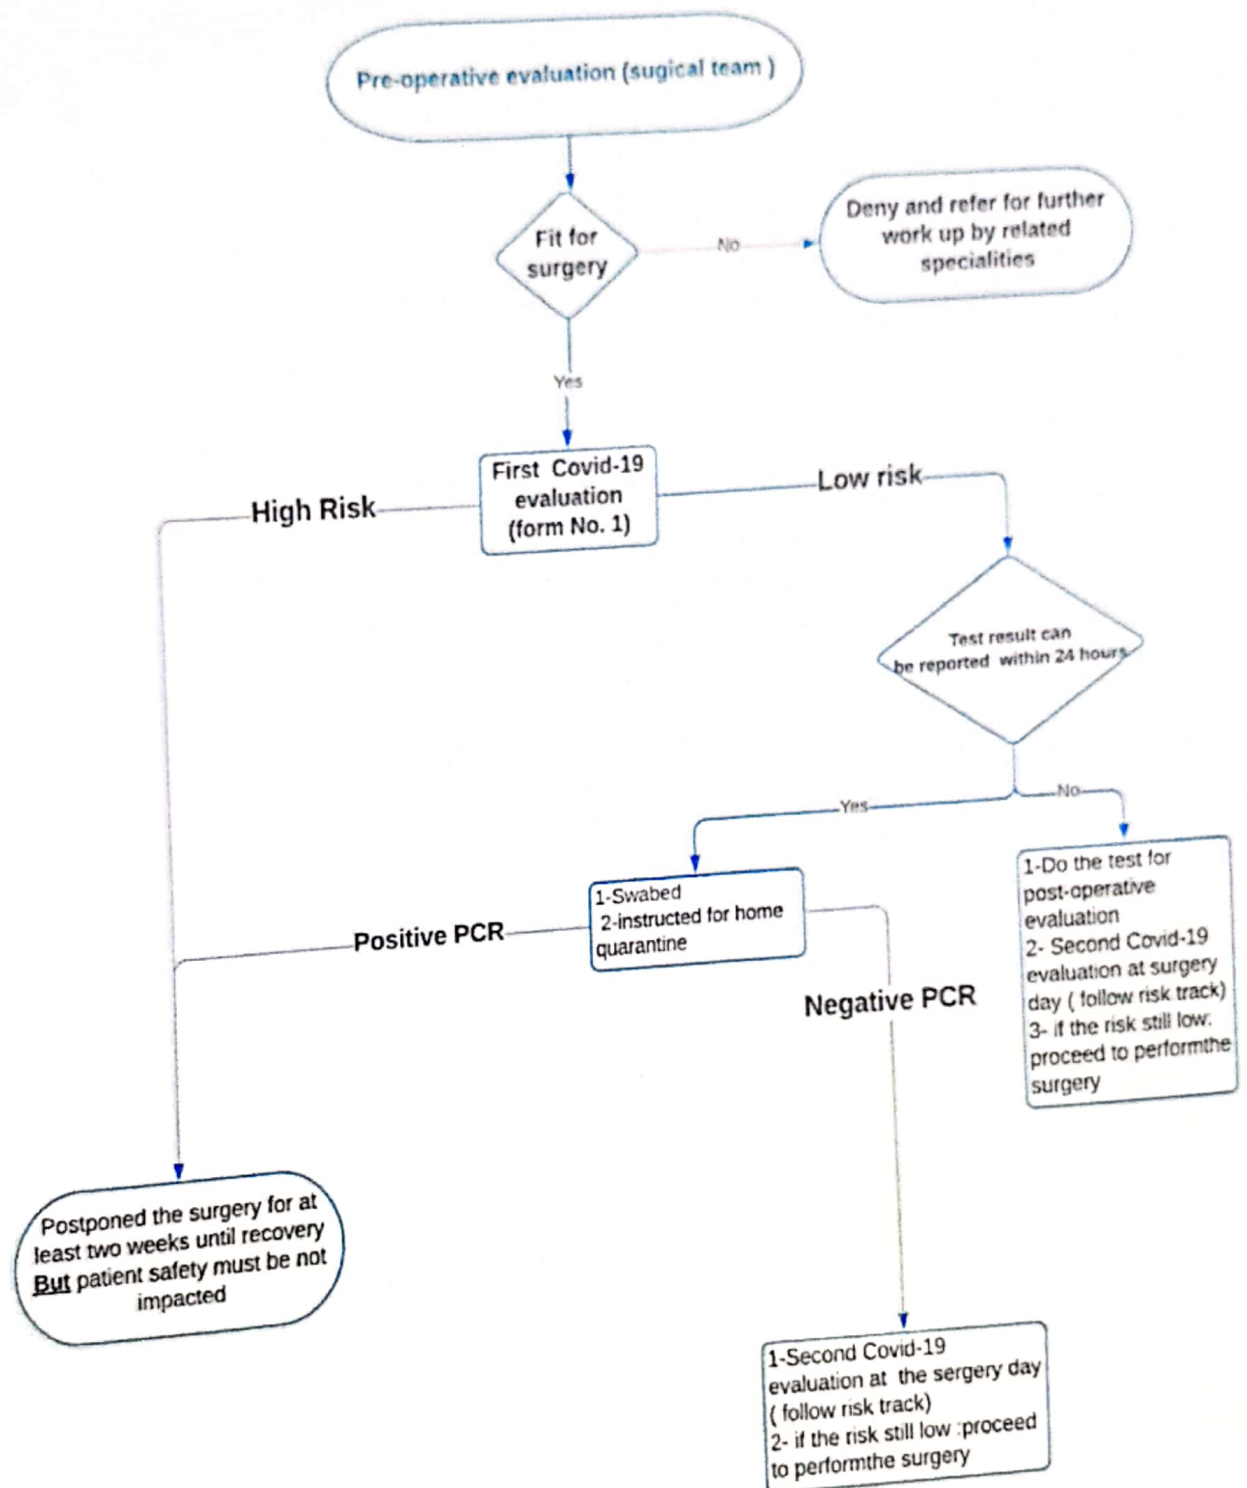 Pre-operative evaluation (sugical team )
Fit for
surgery
No
Deny and refer for further
work up by related
specialities
Yes
First Covid-19
evaluation
(form No. 1)
High Risk
Low risk
Test result can
be reported within 24 hours
Yes
No
1-Swabed
2-instructed for home
quarantine
1-Do the test for
post-operative
evaluation
2- Second Covid-19
evaluation at surgery
day ( follow risk track)
3- if the risk still low:
proceed to performthe
surgery
Positive PCR
Negative PCR
Postponed the surgery for at
least two weeks until recovery
But patient safety must be not
impacted
1-Second Covid-19
evaluation at the sergery day
( follow risk track)
2- if the risk still low :proceed
to performthe surgery